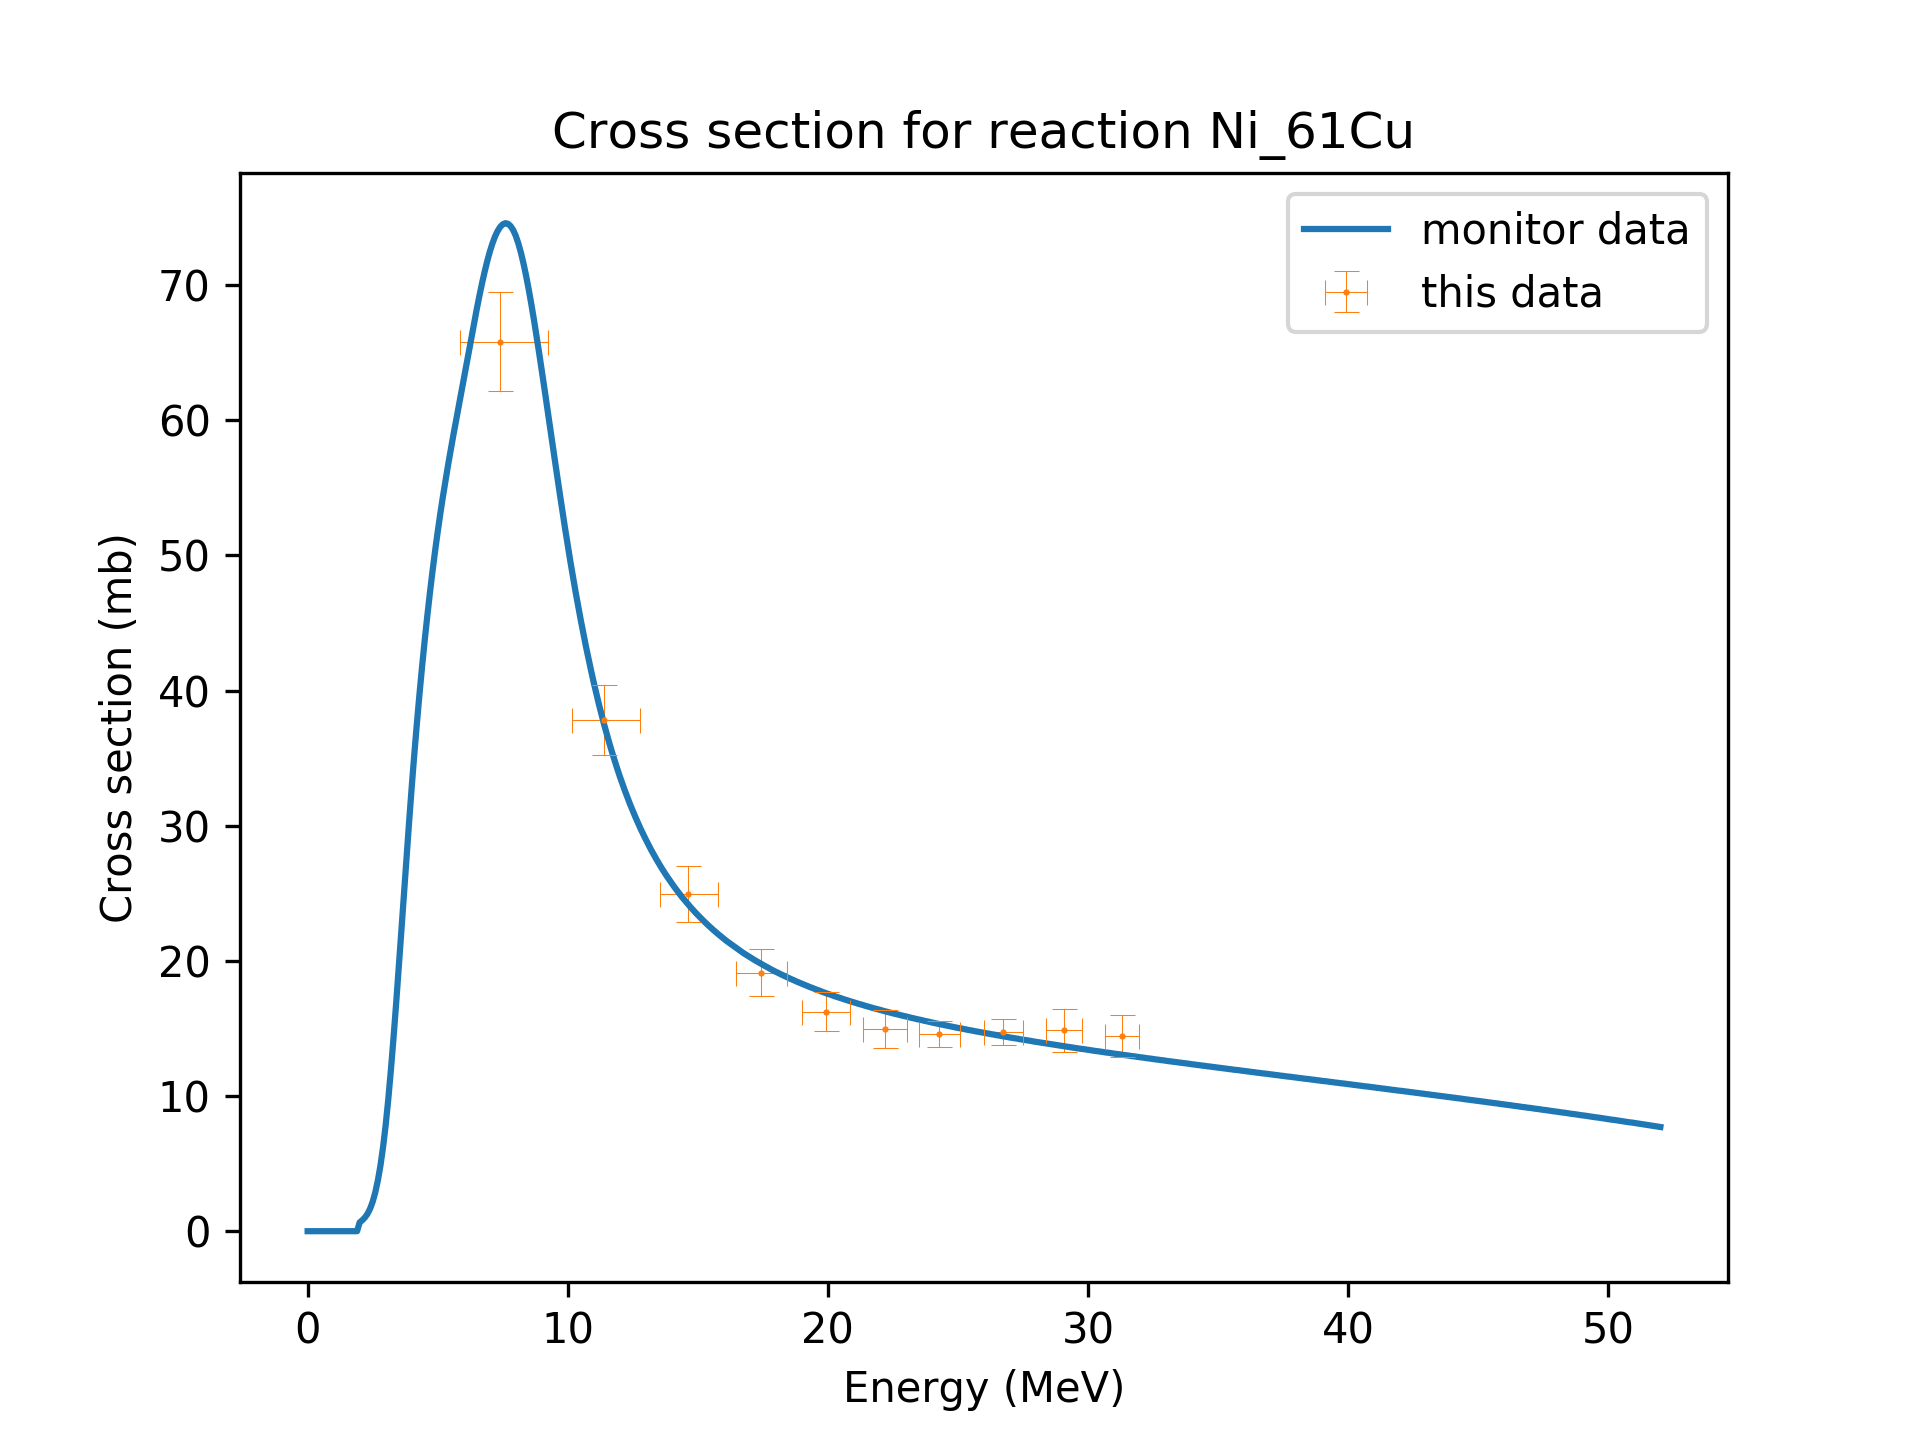 Cross section for reaction Ni_61Cu
monitor data
this data
Cross section (mb)
70
60
50
40
30
20
10
0
0 10 20 30 40 50
Energy (MeV)